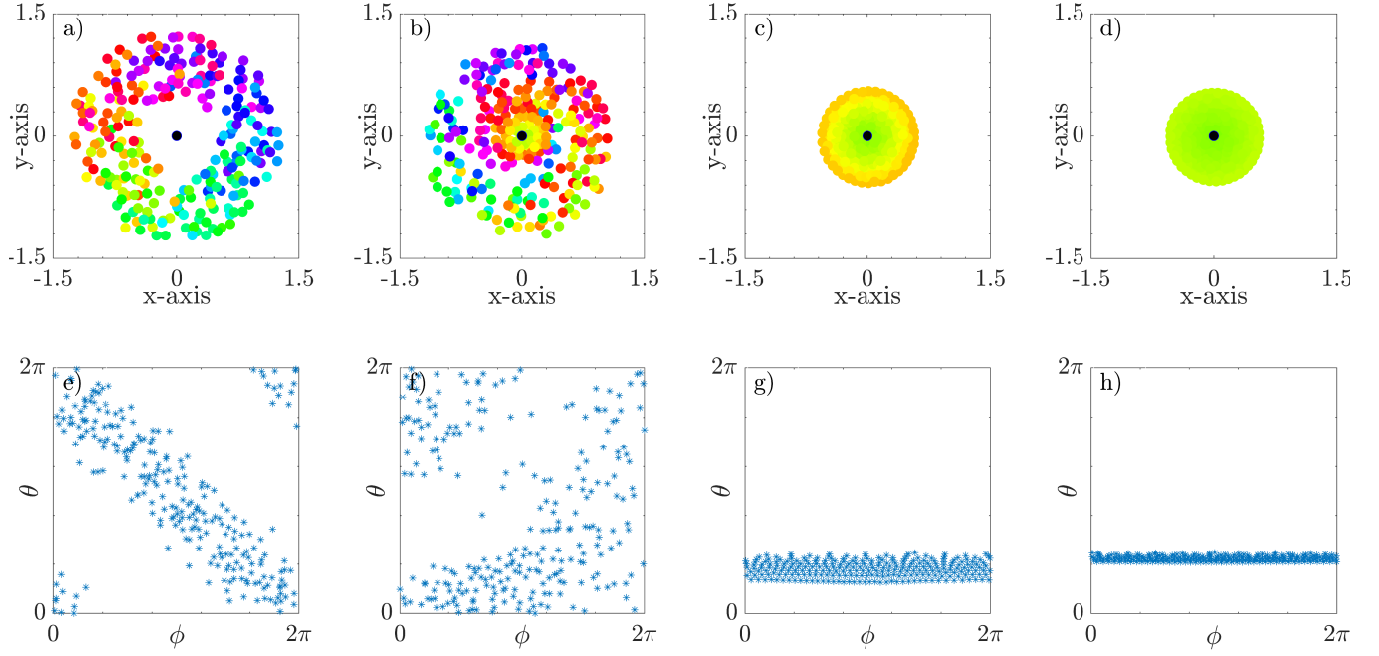 1.5 a) 1.5 b) 1.5 c) 1.5 d)
y-axis 0 y-axis 0 y-axis 0 y-axis 0
-1.5 -1.5 -1.5 -1.5
-1.5 0 1.5 -1.5 0 1.5 -1.5 0 1.5 -1.5 0 1.5
x-axis x-axis x-axis x-axis
2π e) 2π f) 2π g) 2π h)
θ θ θ θ
0 0 0 0
0 ϕ 2π 0 ϕ 2π 0 ϕ 2π 0 ϕ 2π